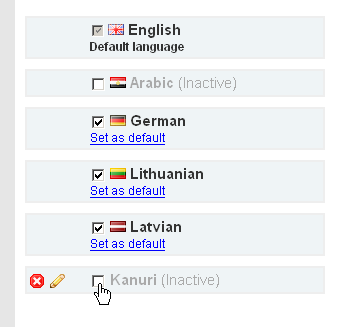 English
Default language
Arabic (Inactive)
German
Set as default
Lithuanian
Set as default
Latvian
Set as default
Kanuri (Inactive)